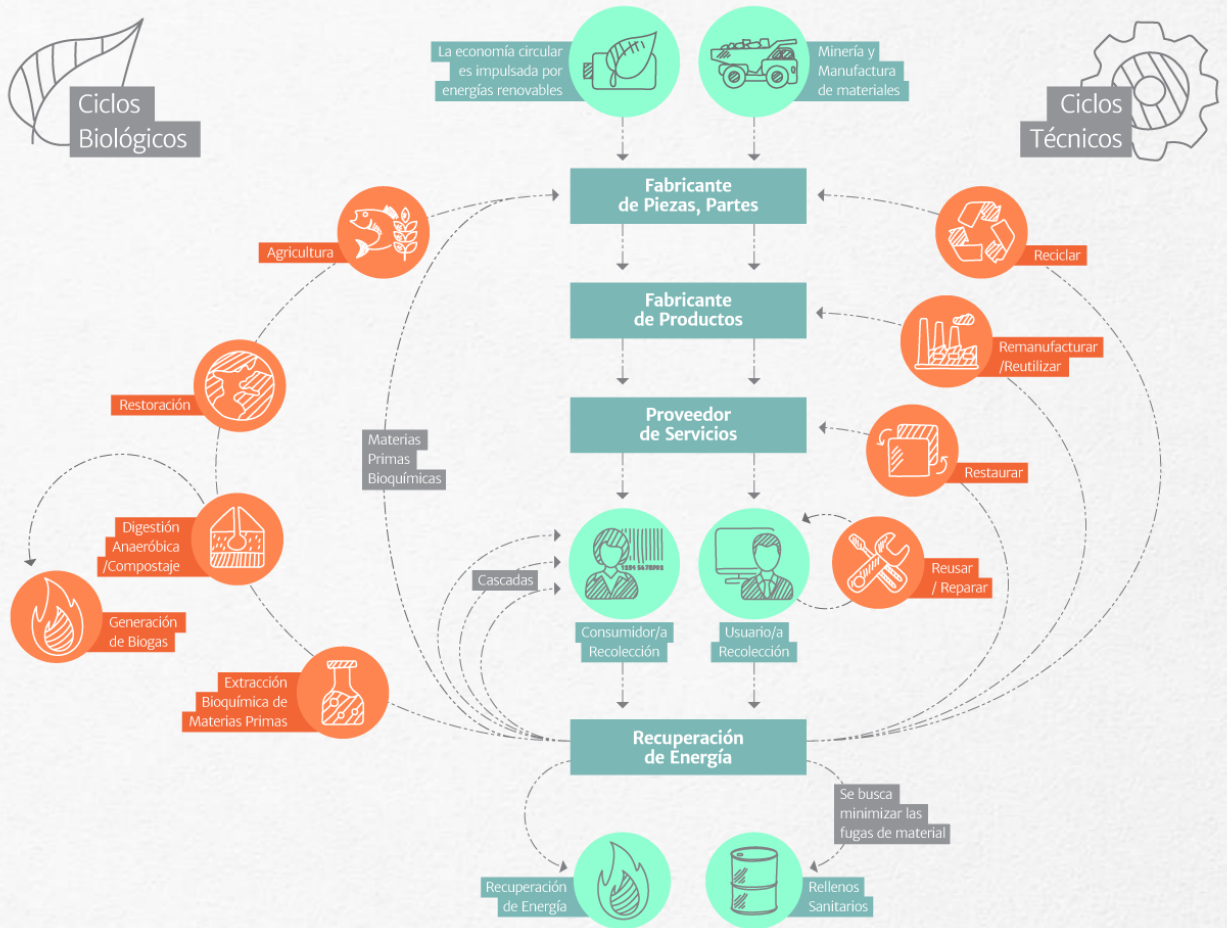 Ciclos
Biológicos
La economía circular
es impulsada por
energías renovables
Minería y
Manufactura
de materiales
Ciclos
Técnicos
Fabricante
de Piezas, Partes
Agricultura
Reciclar
Fabricante
de Productos
Remanufacturar
/Reutilizar
Restoración
Proveedor
de Servicios
Materias
Primas
Bioquímicas
Restaurar
Digestión
Anaeróbica
/Compostaje
Cascadas
Reusar
/ Reparar
Generación
de Biogas
Consumidor/a
Recolección
Usuario/a
Recolección
Extracción
Bioquímica de
Materias Primas
Recuperación
de Energía
Se busca
minimizar las
fugas de material
Recuperación
de Energía
Rellenos
Sanitarios